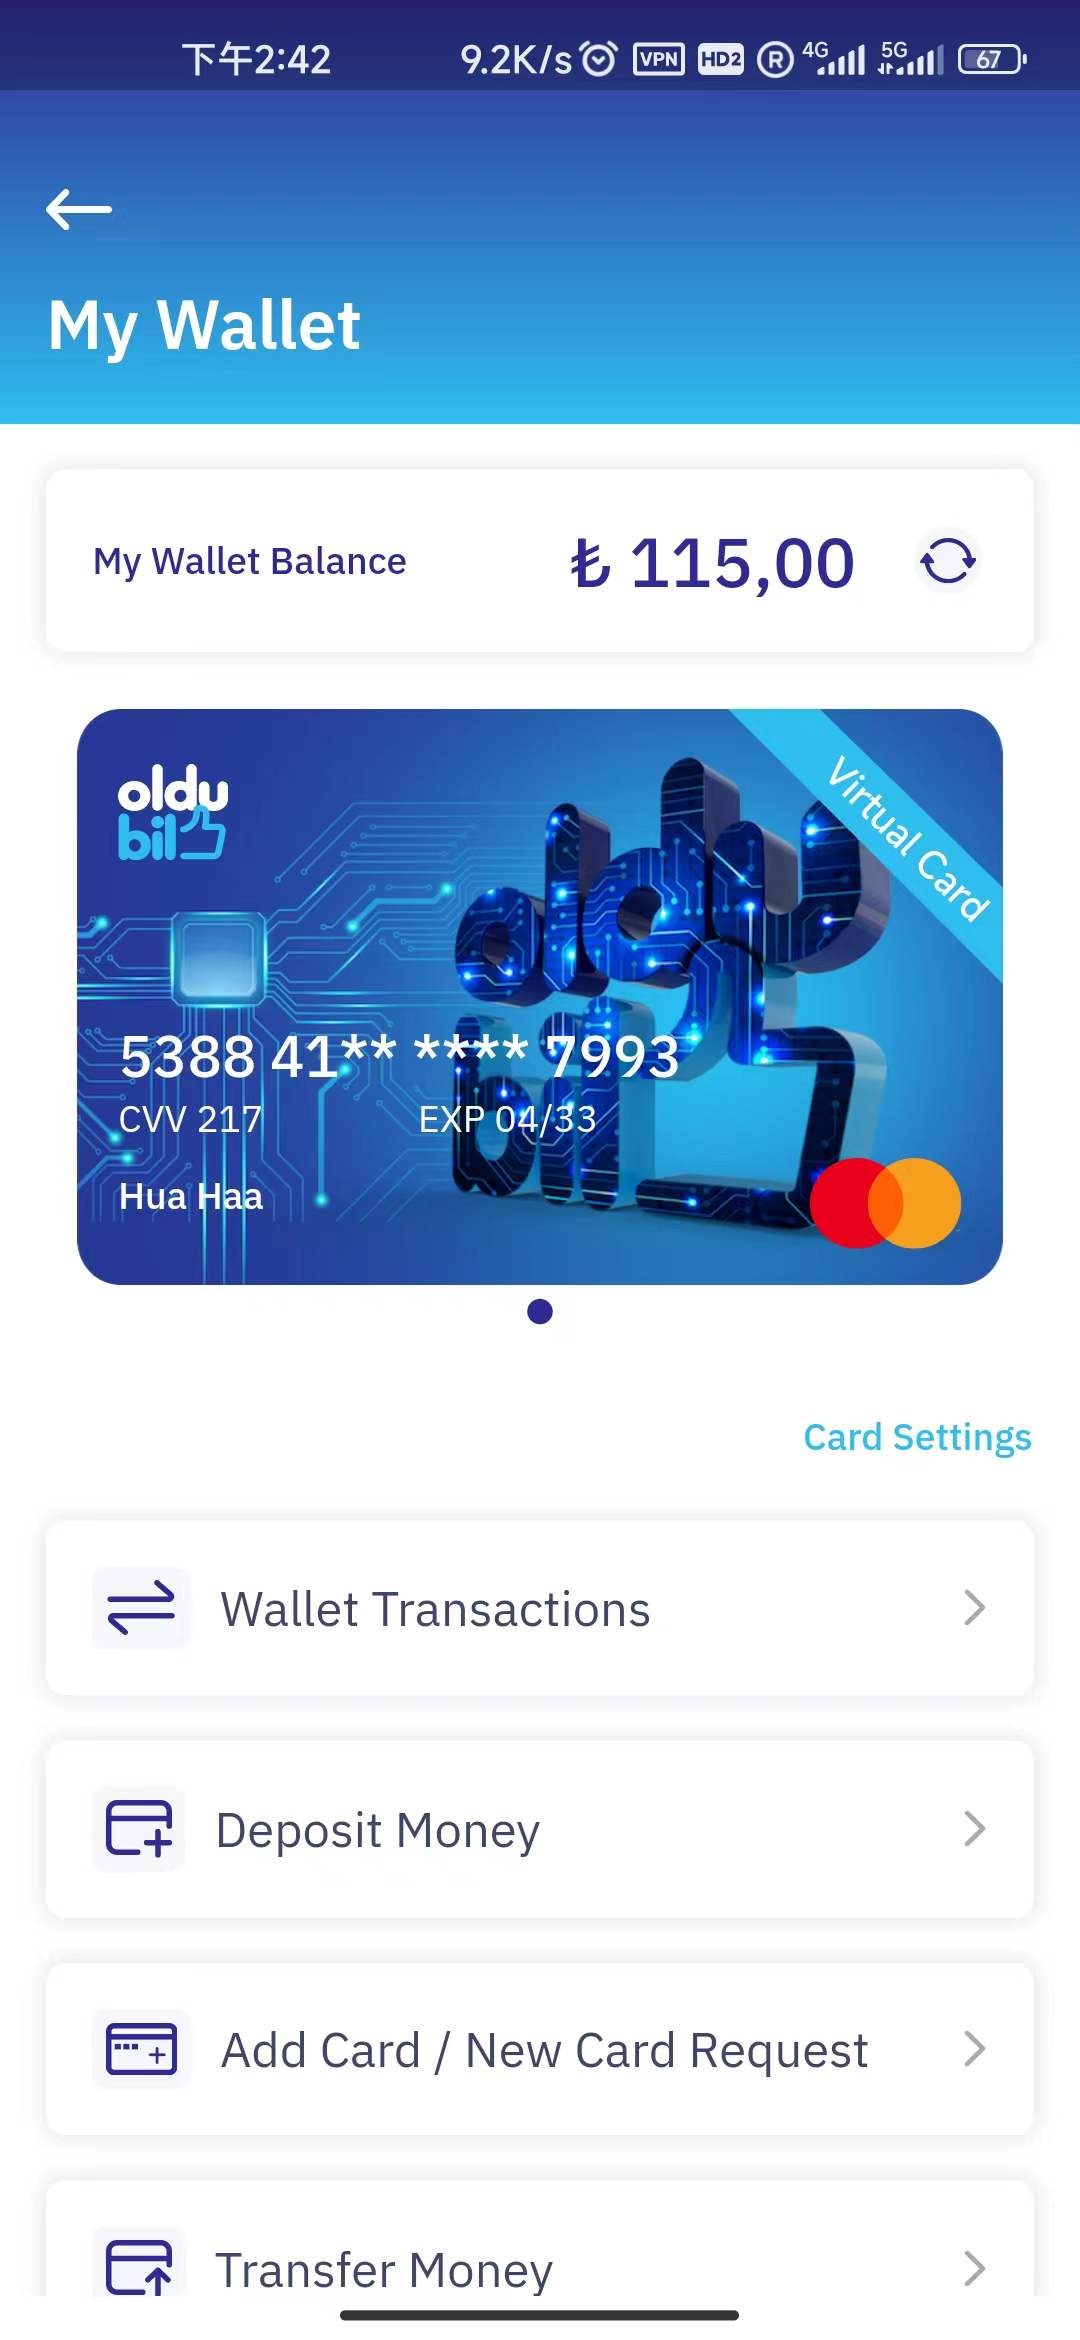 下午2:42 9.2K/s VPN HD2 R 4G 5G 67
My Wallet
My Wallet Balance ₺ 115,00
oldu
bil
Virtual Card
oldu
bil
5388 41** **** 7993
CVV 217 EXP 04/33
Hua Haa
Card Settings
Wallet Transactions
Deposit Money
Add Card / New Card Request
Transfer Money